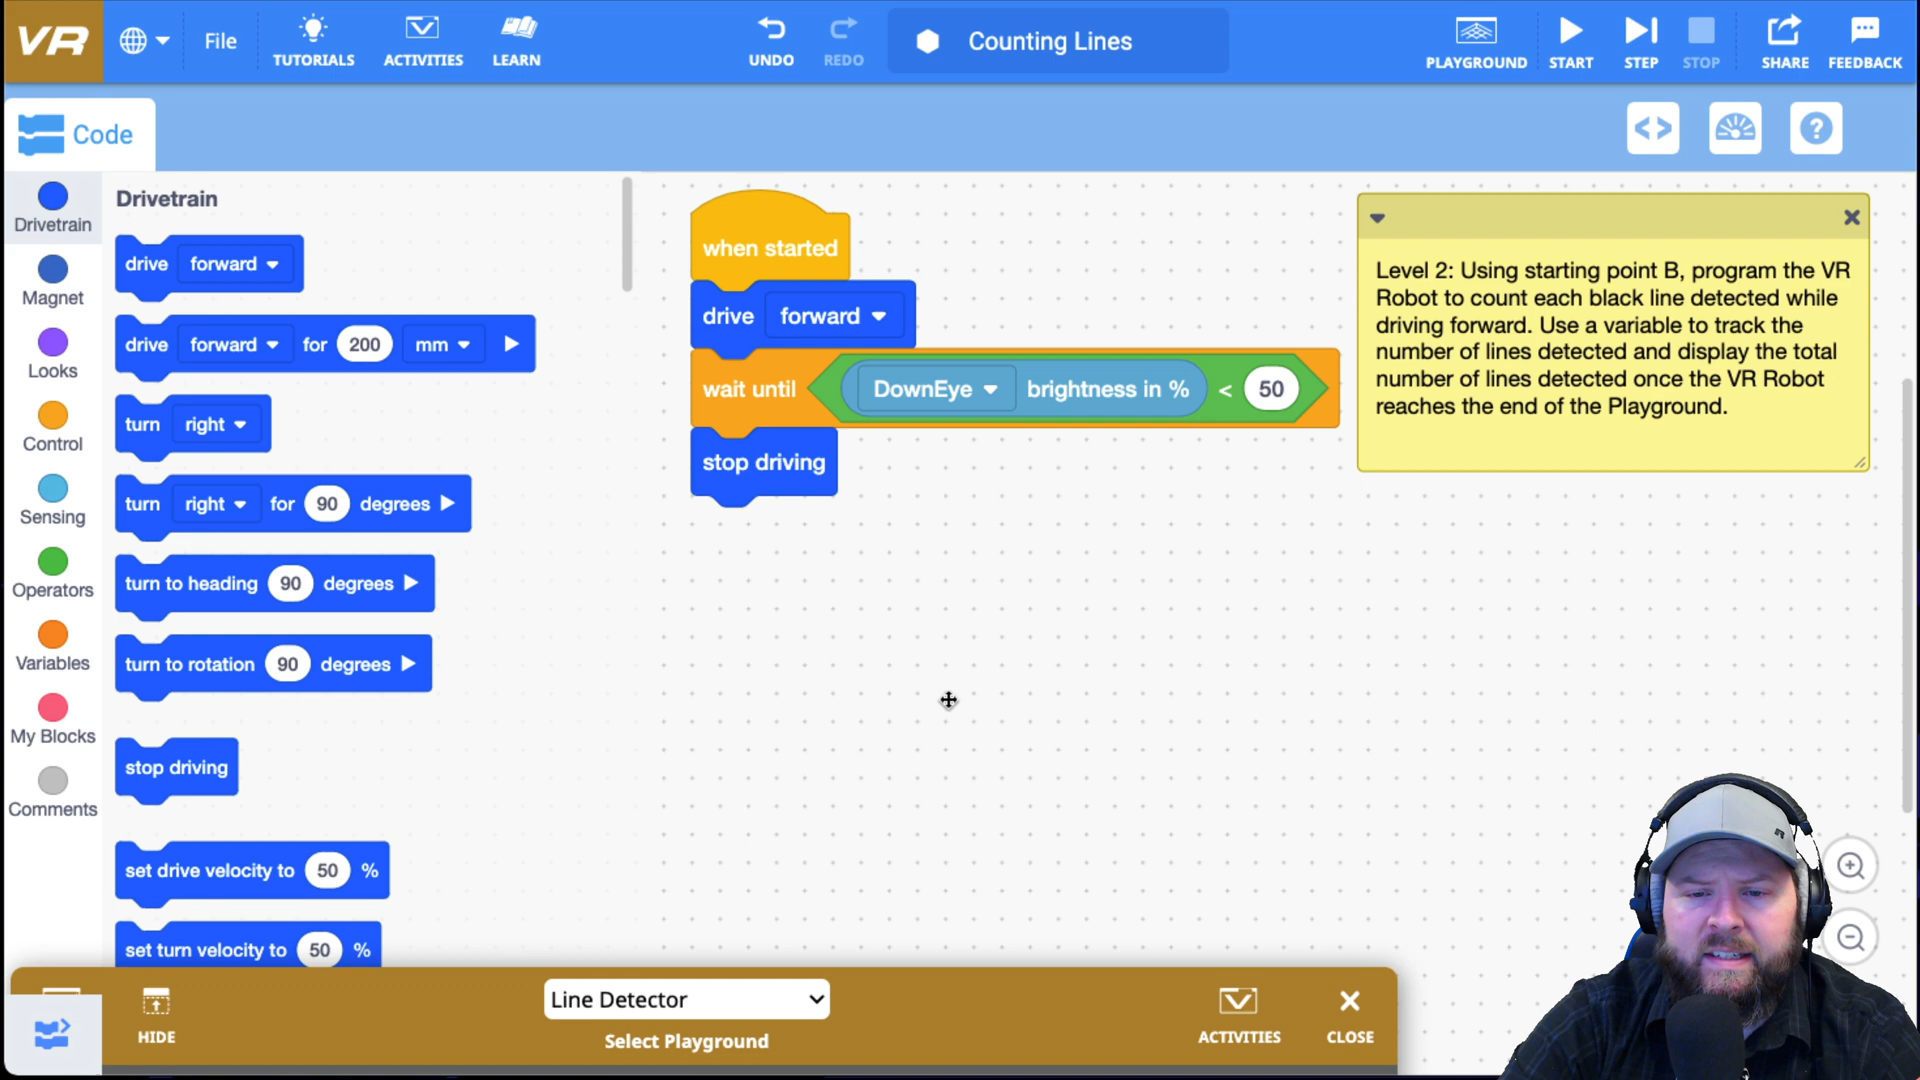 VR
File
TUTORIALS
ACTIVITIES
LEARN
UNDO
REDO
Counting Lines
PLAYGROUND
START
STEP
STOP
SHARE
FEEDBACK
Code
Drivetrain
Magnet
Looks
Control
Sensing
Operators
Variables
My Blocks
Comments
Drivetrain
drive forward
drive forward for 200 mm
turn right
turn right for 90 degrees
turn to heading 90 degrees
turn to rotation 90 degrees
stop driving
set drive velocity to 50 %
set turn velocity to 50 %
when started
drive forward
wait until DownEye brightness in % < 50
stop driving
Level 2: Using starting point B, program the VR
Robot to count each black line detected while
driving forward. Use a variable to track the
number of lines detected and display the total
number of lines detected once the VR Robot
reaches the end of the Playground.
HIDE
Line Detector
Select Playground
ACTIVITIES
CLOSE